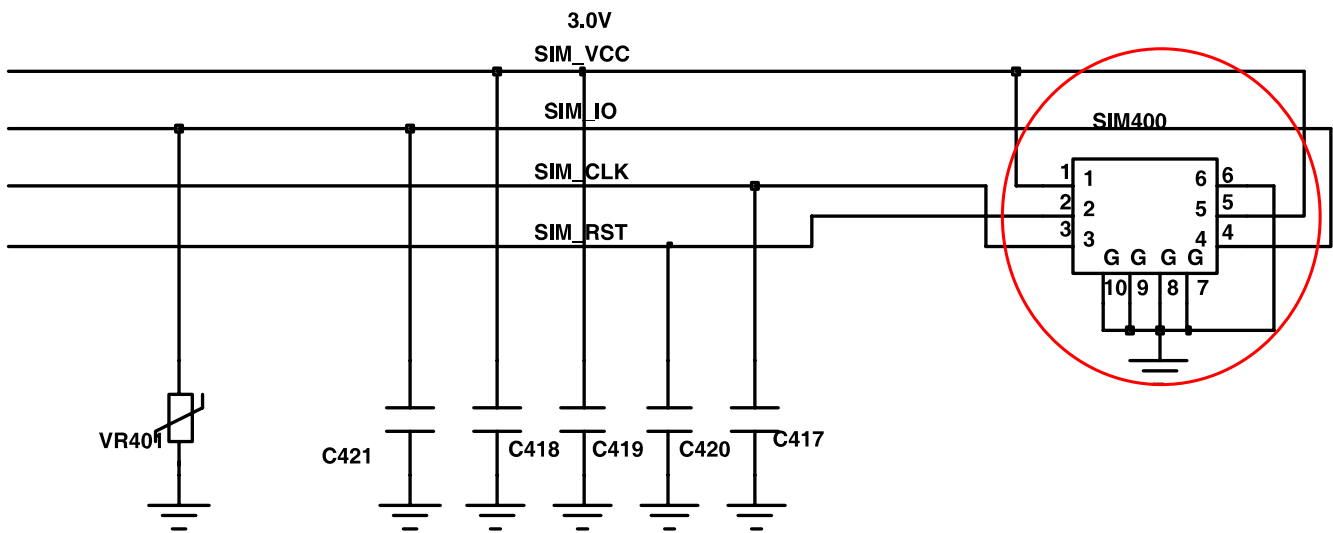 3.0V
SIM_VCC
SIM_IO
SIM400
SIM_CLK
SIM_RST
1 1 6 6
2 2 5 5
3 3 4 4
G G G G
10 9 8 7
VR401
C421
C418
C419
C420
C417